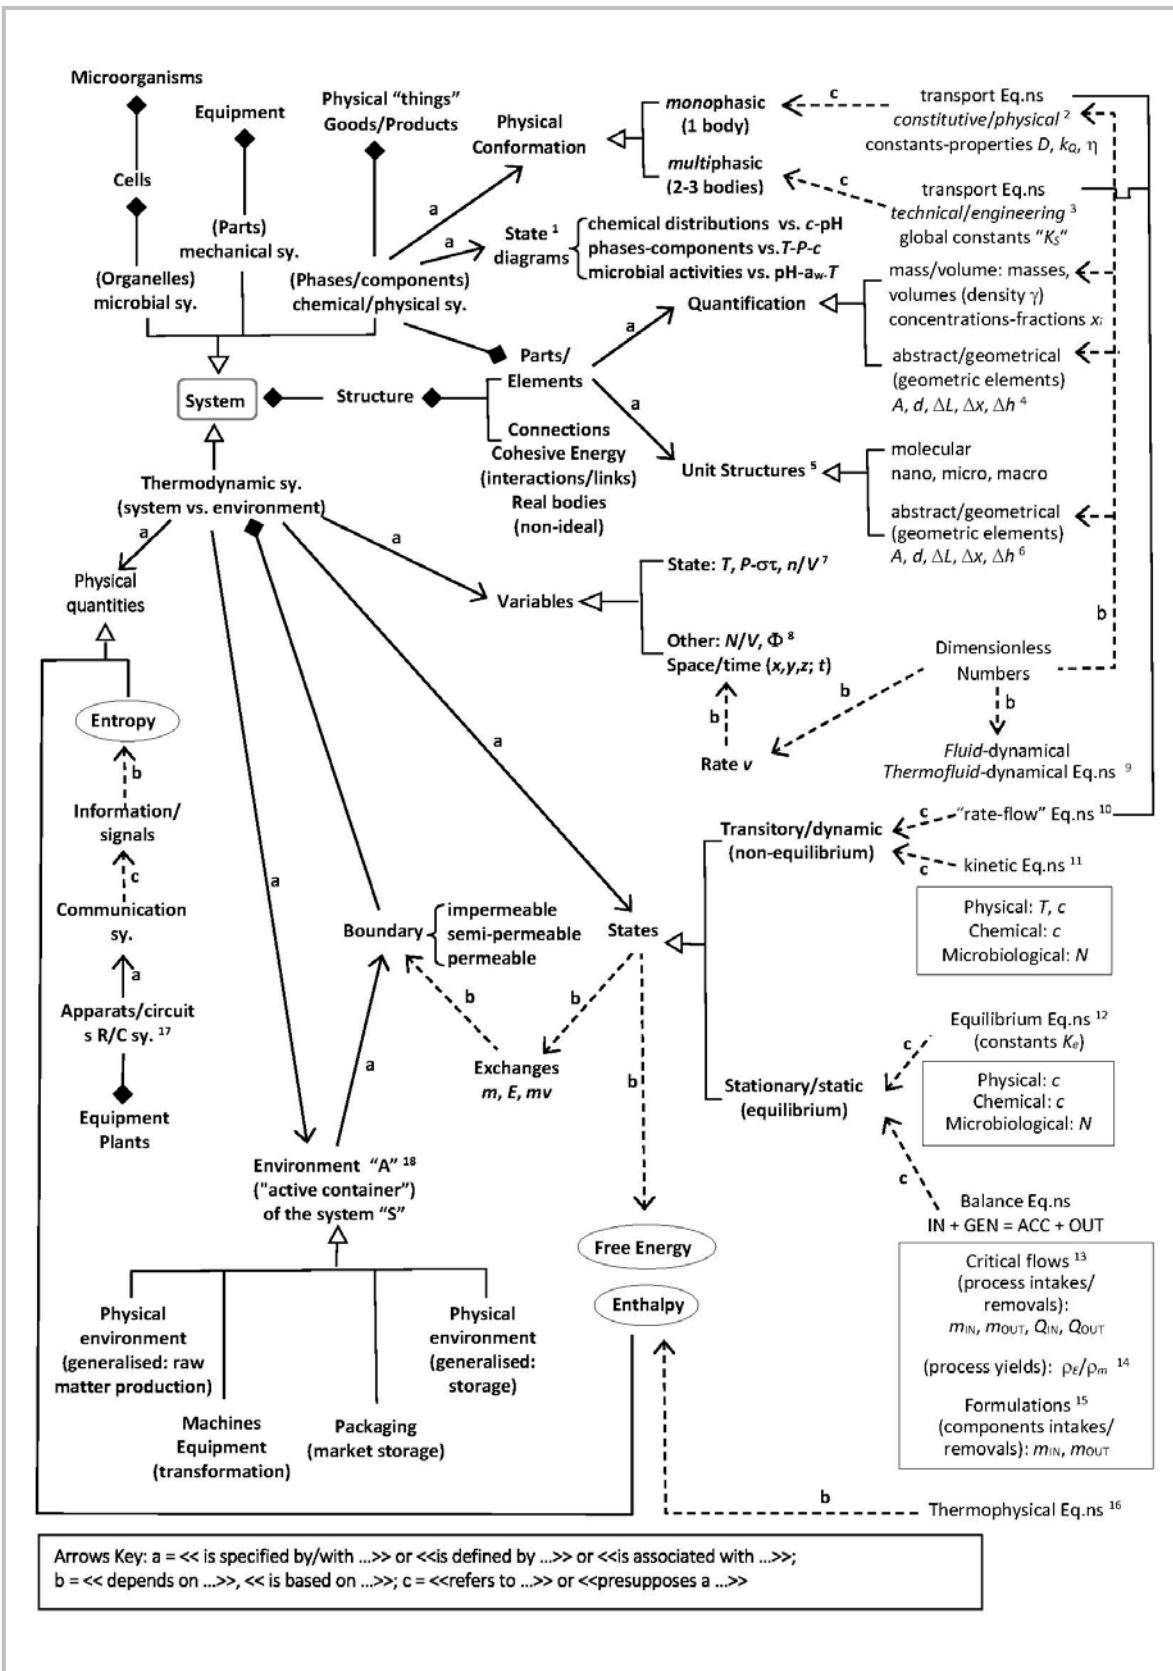 Microorganisms
Equipment
Physical “things”
Goods/Products
Physical
Conformation
monophasic
(1 body)
c
transport Eq.ns
constitutive/physical 2
constants-properties D, kQ, η
multiphasic
(2-3 bodies)
c
transport Eq.ns
technical/engineering 3
global constants “KS”
Cells
a
(Parts)
mechanical sy.
a
State 1
diagrams
chemical distributions vs. c-pH
phases-components vs.T-P-c
microbial activities vs. pH-aw-T
(Organelles)
microbial sy.
(Phases/components)
chemical/physical sy.
Quantification
mass/volume: masses,
volumes (density γ)
concentrations-fractions xi
a
abstract/geometrical
(geometric elements)
A, d, ΔL, Δx, Δh 4
Parts/
Elements
System
Structure
a
Connections
Cohesive Energy
(interactions/links)
Real bodies
(non-ideal)
Unit Structures 5
molecular
nano, micro, macro
abstract/geometrical
(geometric elements)
A, d, ΔL, Δx, Δh 6
Thermodynamic sy.
(system vs. environment)
a
a
Physical
quantities
Variables
State: T, P-στ, n/V 7
Other: N/V, Φ 8
Space/time (x,y,z; t)
b
Dimensionless
Numbers
b
b
b
Rate v
Fluid-dynamical
Thermofluid-dynamical Eq.ns 9
Entropy
a
b
Information/
signals
c
Communication
sy.
a
Apparats/circuit
s R/C sy. 17
Equipment
Plants
a
Transitory/dynamic
(non-equilibrium)
c
“rate-flow” Eq.ns 10
c
kinetic Eq.ns 11
Physical: T, c
Chemical: c
Microbiological: N
Boundary
impermeable
semi-permeable
permeable
States
b
b
Exchanges
m, E, mv
a
b
Stationary/static
(equilibrium)
Equilibrium Eq.ns 12
(constants Ke)
c
Physical: c
Chemical: c
Microbiological: N
c
Balance Eq.ns
IN + GEN = ACC + OUT
Critical flows 13
(process intakes/
removals):
mIN, mOUT, QIN, QOUT
(process yields): ρE/ρm 14
Formulations 15
(components intakes/
removals): mIN, mOUT
Environment “A” 18
("active container”)
of the system “S”
Free Energy
Enthalpy
Physical
environment
(generalised: raw
matter production)
Machines
Equipment
(transformation)
Packaging
(market storage)
Physical
environment
(generalised:
storage)
b
Thermophysical Eq.ns 16
Arrows Key: a = << is specified by/with ...>> or <<is defined by ...>> or <<is associated with ...>>;
b = << depends on ...>>, << is based on ...>>; c = <<refers to ...>> or <<presupposes a ...>>